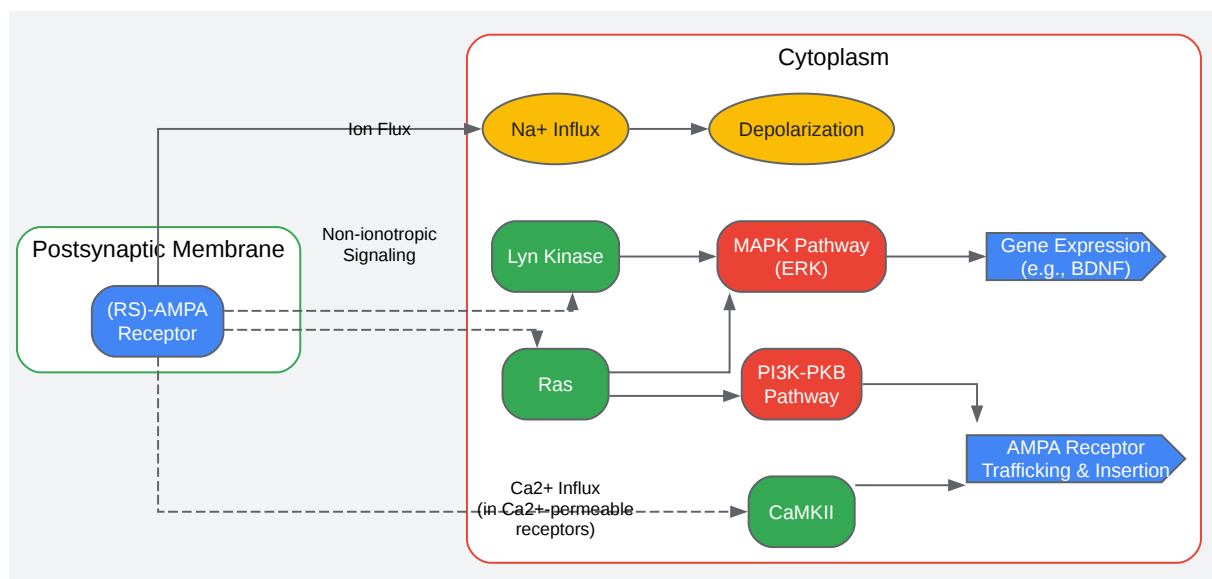 Cytoplasm
Ion Flux
Na+ Influx
Depolarization
Postsynaptic Membrane
Non-ionotropic
Signaling
Lyn Kinase
MAPK Pathway
(ERK)
Gene Expression
(e.g., BDNF)
(RS)-AMPA
Receptor
Ras
PI3K-PKB
Pathway
AMPA Receptor
Trafficking & Insertion
Ca2+ Influx
(in Ca2+-permeable
receptors)
CaMKII